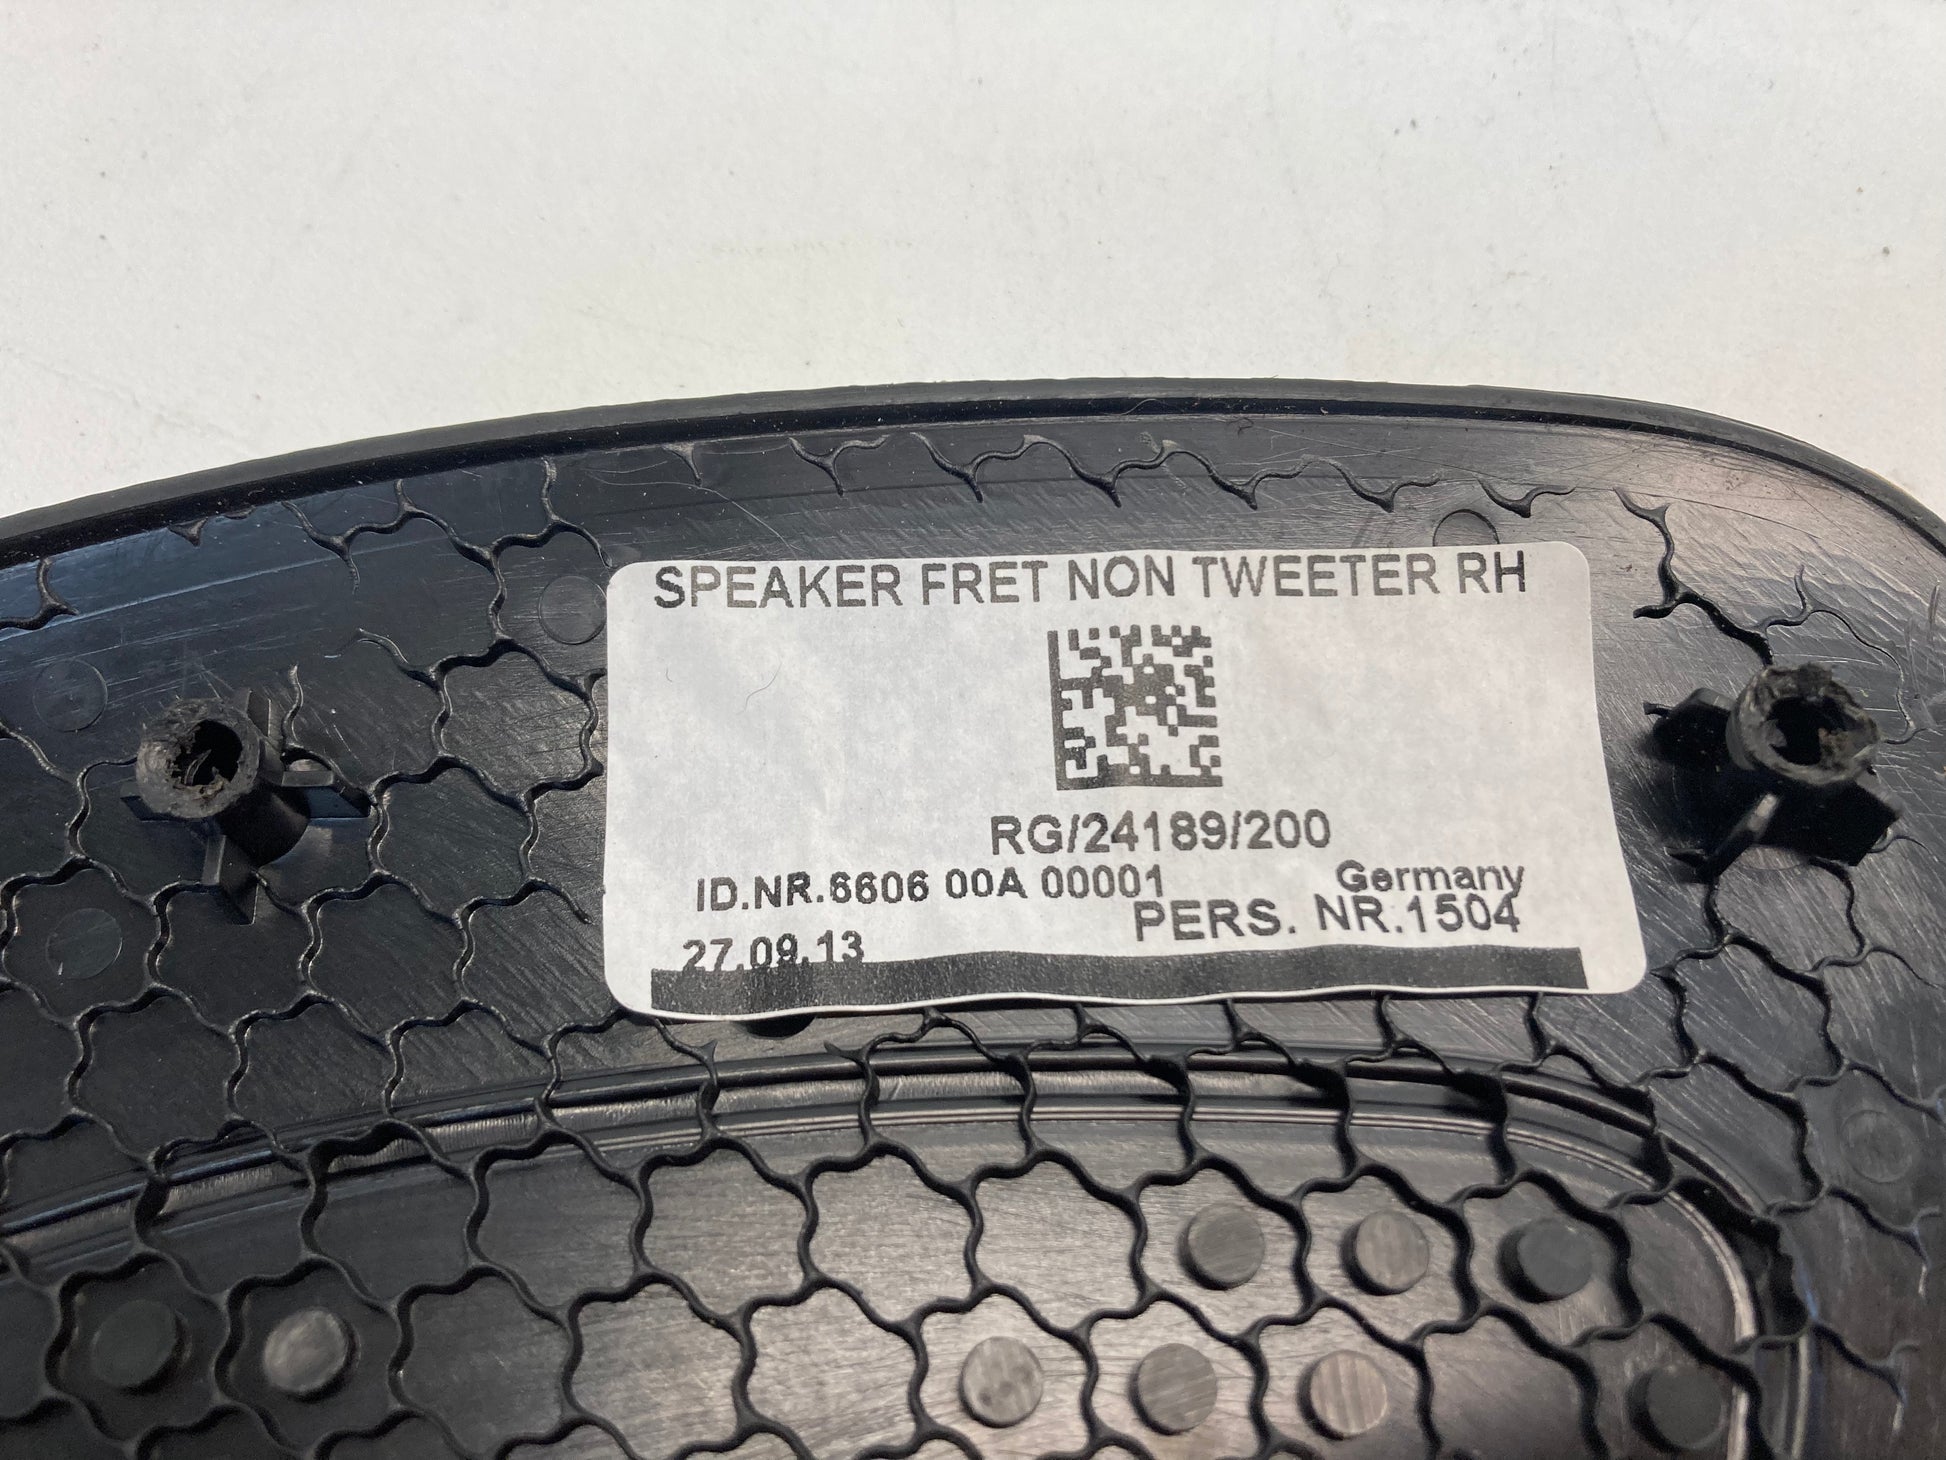 SPEAKER FRET NON TWEETER RH
RG/24189/200
ID.NR.6606 00A 00001 Germany
PERS. NR.1504
27.09.13